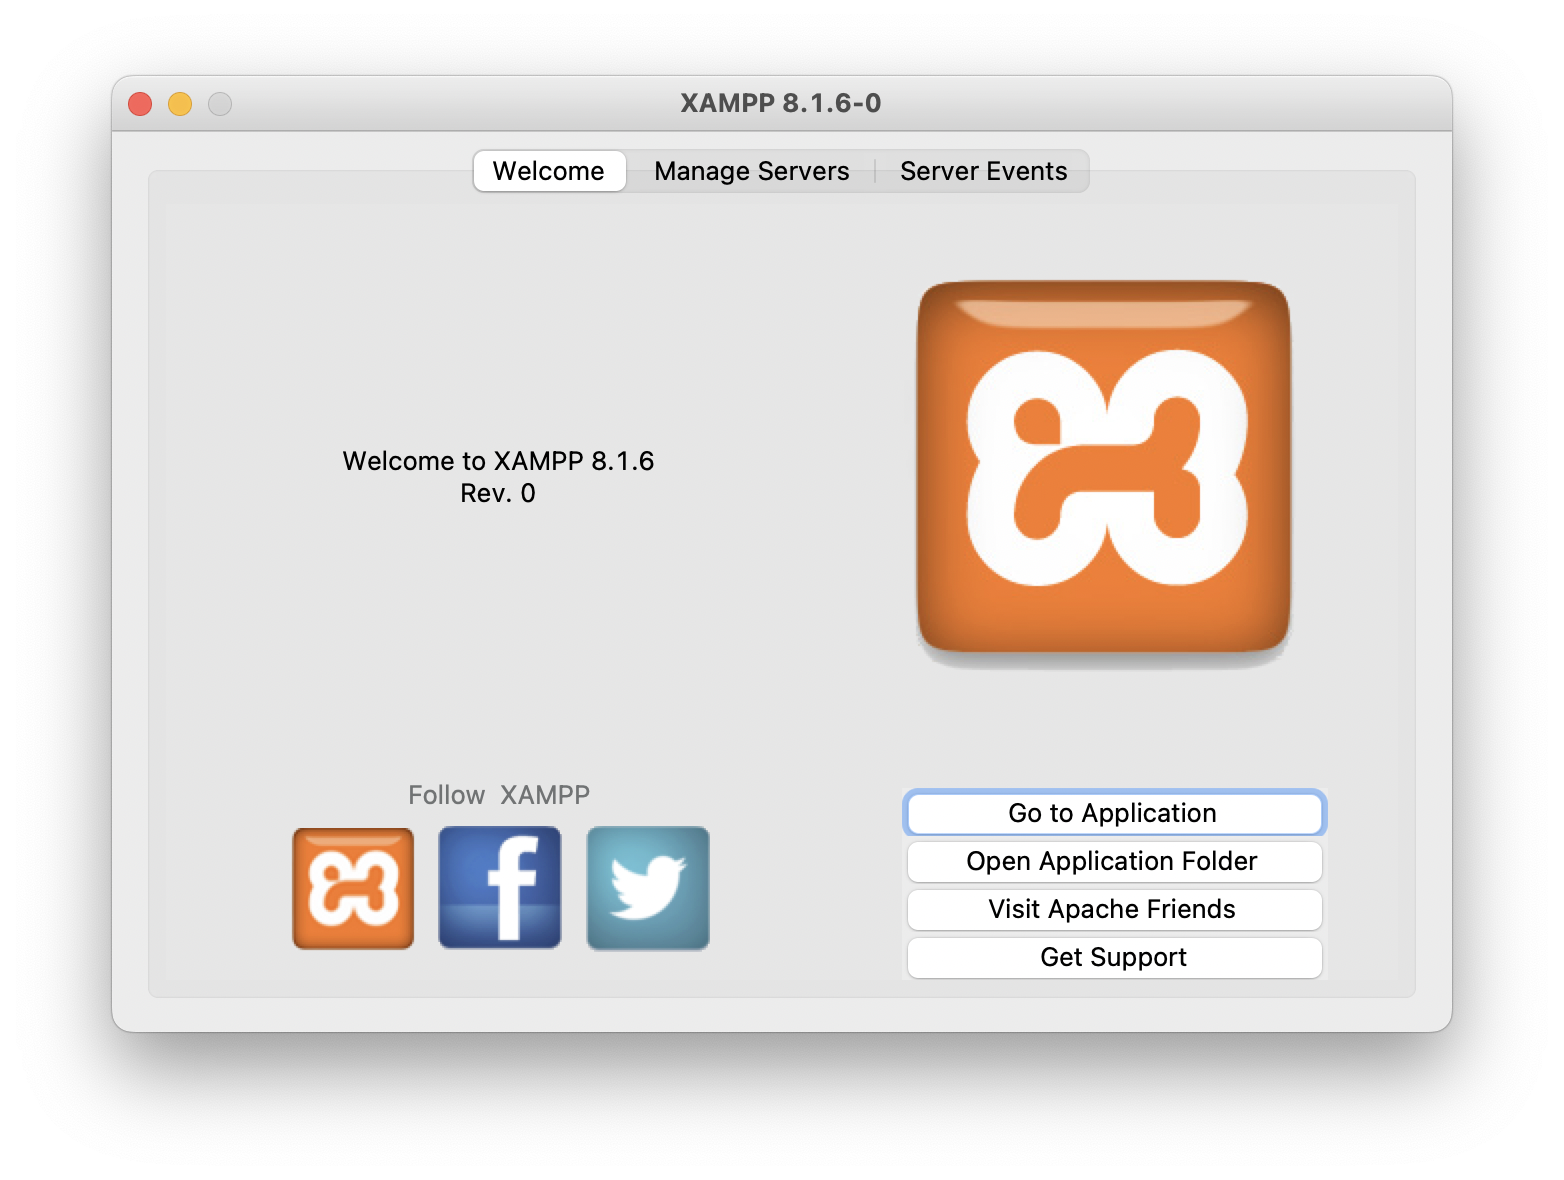 XAMPP 8.1.6-0
Welcome
Manage Servers
Server Events
Welcome to XAMPP 8.1.6
Rev. 0
Follow XAMPP
Go to Application
Open Application Folder
Visit Apache Friends
Get Support